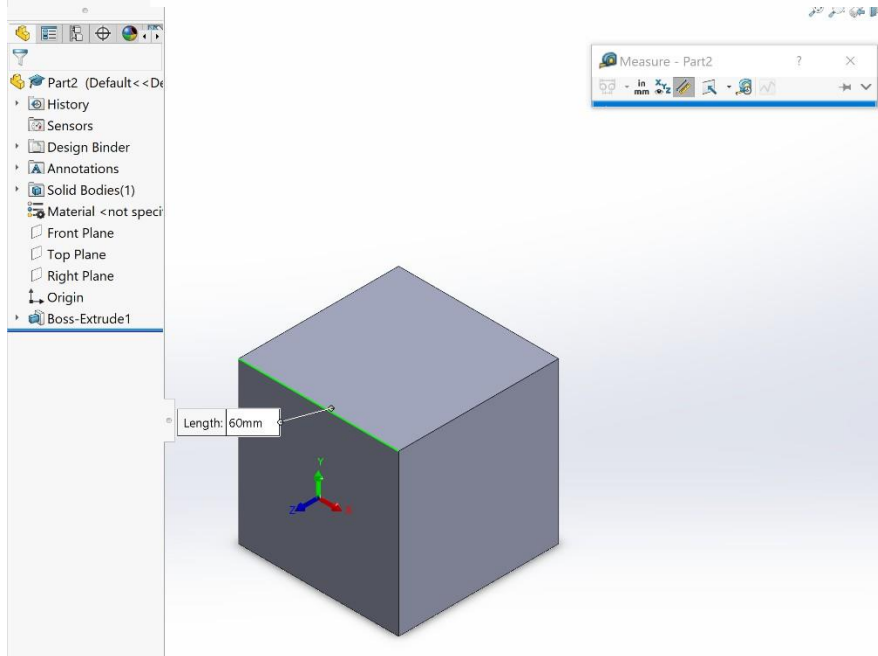 Measure - Part2
?
in
mm
XYZ
Part2 (Default<<De
History
Sensors
Design Binder
Annotations
Solid Bodies(1)
Material <not speci
Front Plane
Top Plane
Right Plane
Origin
Boss-Extrude1
Length: 60mm
Y
Z
X